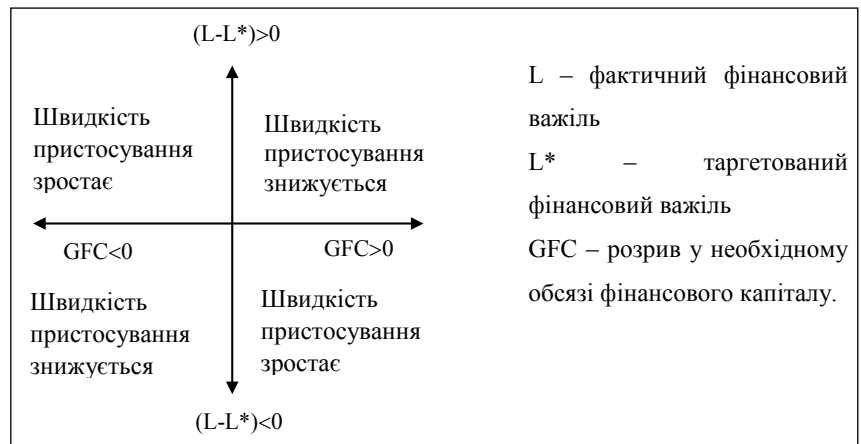 (L-L*)>0
Швидкість
пристосування
зростає
Швидкість
пристосування
знижується
GFC<0
GFC>0
Швидкість
пристосування
знижується
Швидкість
пристосування
зростає
(L-L*)<0
L – фактичний фінансовий
важіль
L* – таргетований
фінансовий важіль
GFC – розрив у необхідному
обсязі фінансового капіталу.